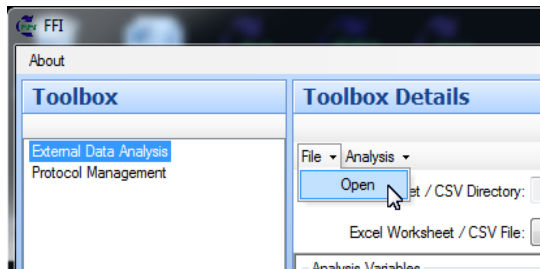 FFI
About
Toolbox
Toolbox Details
External Data Analysis
Protocol Management
File Analysis
Open
/ CSV Directory:
Excel Worksheet / CSV File:
Analysis Variables